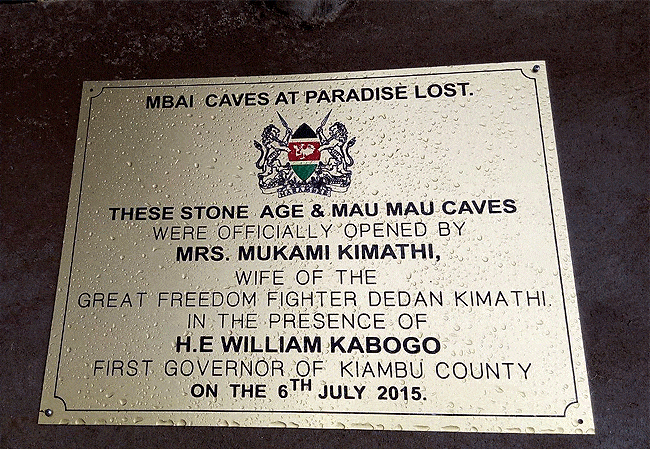 MBAI CAVES AT PARADISE LOST.
HARAMBEE
THESE STONE AGE & MAU MAU CAVES
WERE OFFICIALLY OPENED BY
MRS. MUKAMI KIMATHI,
WIFE OF THE
GREAT FREEDOM FIGHTER DEDAN KIMATHI.
IN THE PRESENCE OF
H.E WILLIAM KABOGO
FIRST GOVERNOR OF KIAMBU COUNTY
ON THE 6TH JULY 2015.